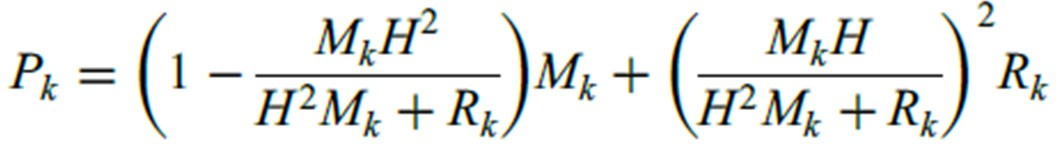 P_k = \left(1 - \frac{M_k H^2}{H^2 M_k + R_k}\right) M_k + \left(\frac{M_k H}{H^2 M_k + R_k}\right)^2 R_k